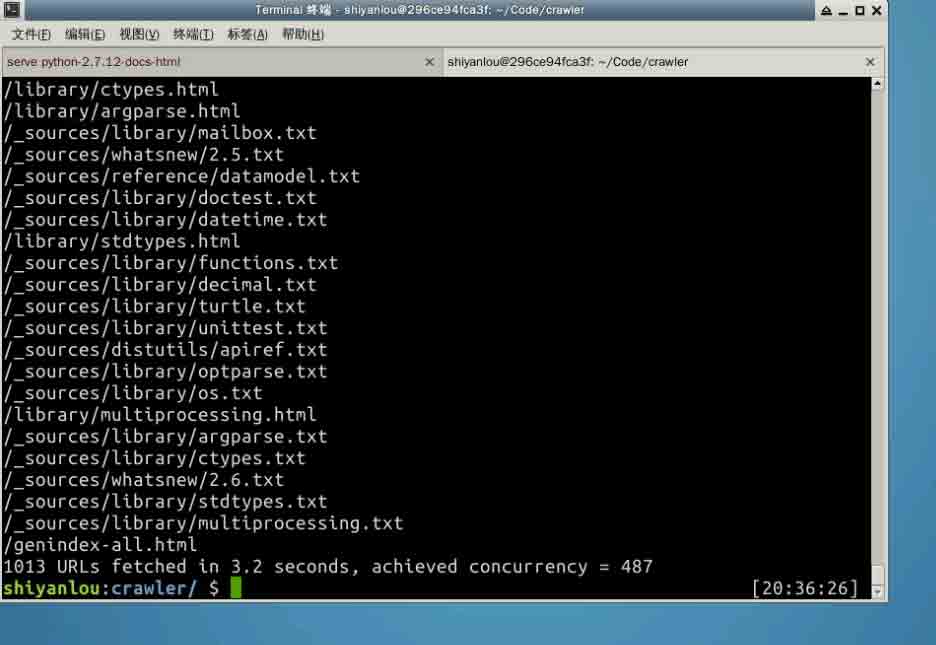 Terminal 终端 - shiyanlou@296ce94fca3f: ~/Code/crawler
文件(F) 编辑(E) 视图(V) 终端(T) 标签(A) 帮助(H)
serve python-2.7.12-docs-html shiyanlou@296ce94fca3f: ~/Code/crawler
/library/ctypes.html
/library/argparse.html
/_sources/library/mailbox.txt
/_sources/whatsnew/2.5.txt
/_sources/reference/datamodel.txt
/_sources/library/doctest.txt
/_sources/library/datetime.txt
/library/stdtypes.html
/_sources/library/functions.txt
/_sources/library/decimal.txt
/_sources/library/turtle.txt
/_sources/library/unittest.txt
/_sources/distutils/apiref.txt
/_sources/library/optparse.txt
/_sources/library/os.txt
/library/multiprocessing.html
/_sources/library/argparse.txt
/_sources/library/ctypes.txt
/_sources/whatsnew/2.6.txt
/_sources/library/stdtypes.txt
/_sources/library/multiprocessing.txt
/genindex-all.html
1013 URLs fetched in 3.2 seconds, achieved concurrency = 487
shiyanlou:crawler/ $ [20:36:26]